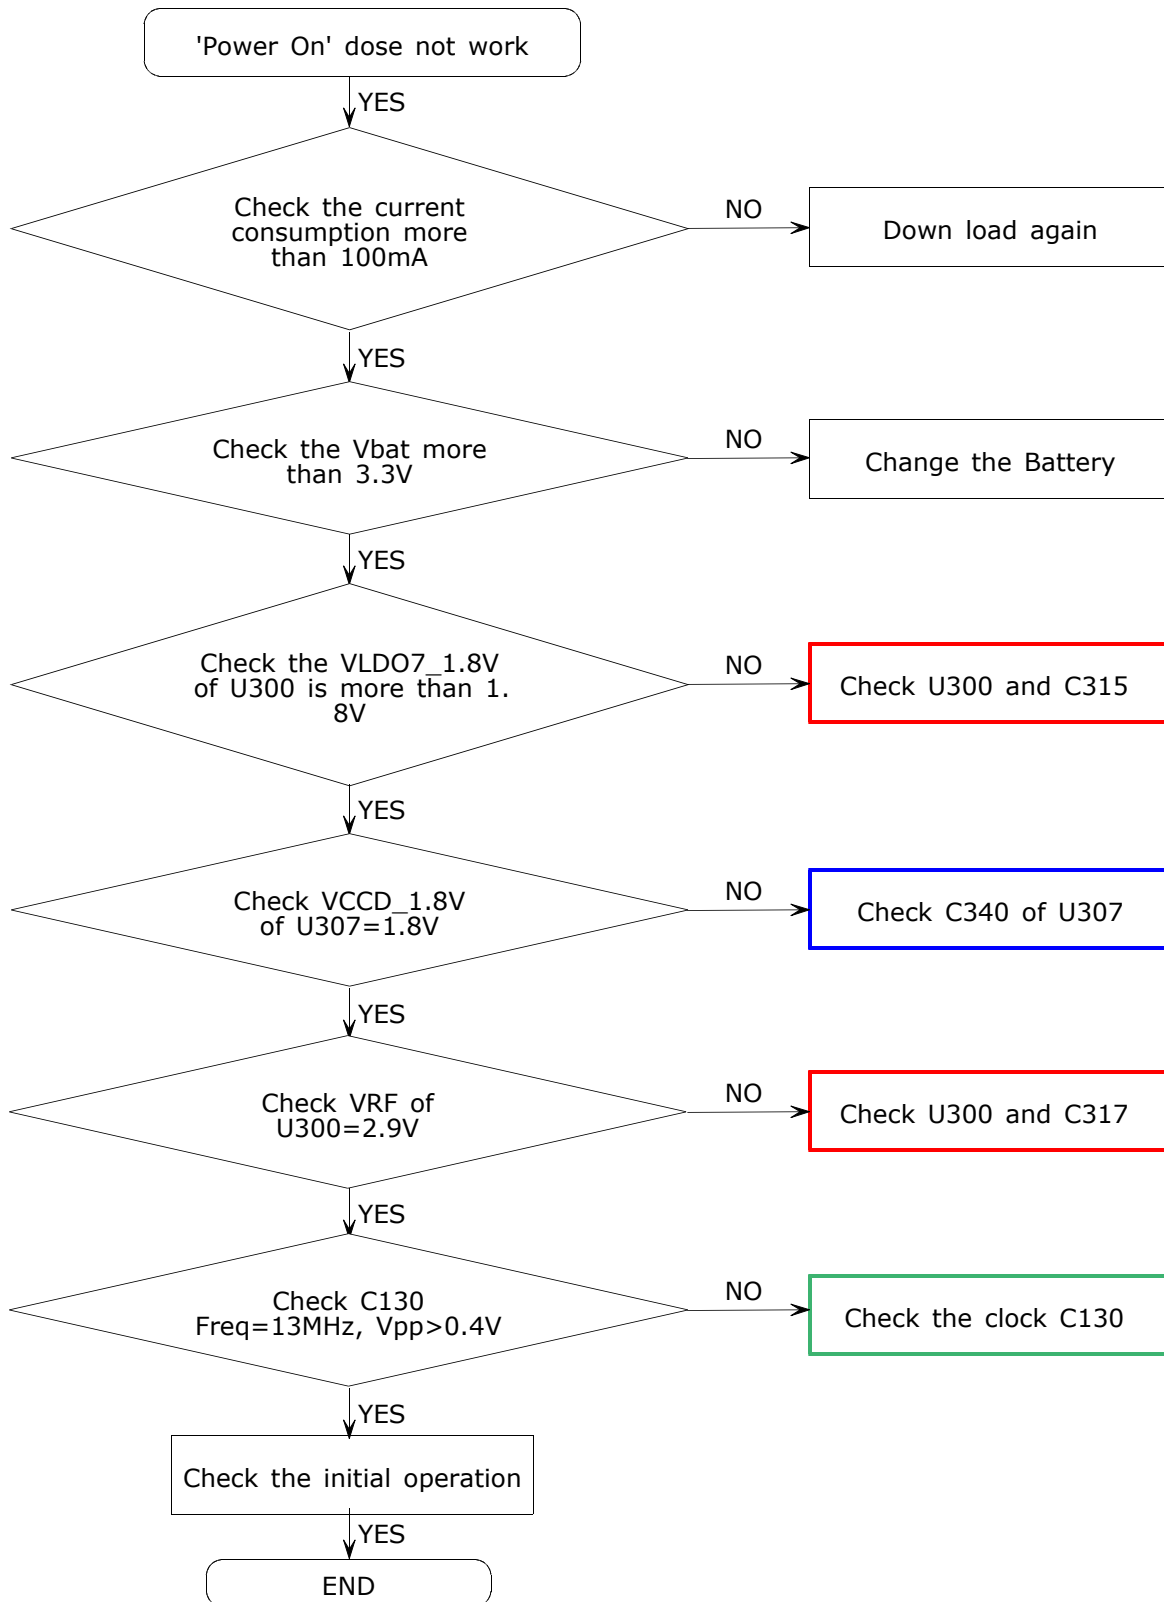 'Power On' dose not work
YES
Check the current
consumption more
than 100mA
NO
Down load again
YES
Check the Vbat more
than 3.3V
NO
Change the Battery
YES
Check the VLDO7_1.8V
of U300 is more than 1.
8V
NO
Check U300 and C315
YES
Check VCCD_1.8V
of U307=1.8V
NO
Check C340 of U307
YES
Check VRF of
U300=2.9V
NO
Check U300 and C317
YES
Check C130
Freq=13MHz, Vpp>0.4V
NO
Check the clock C130
YES
Check the initial operation
YES
END